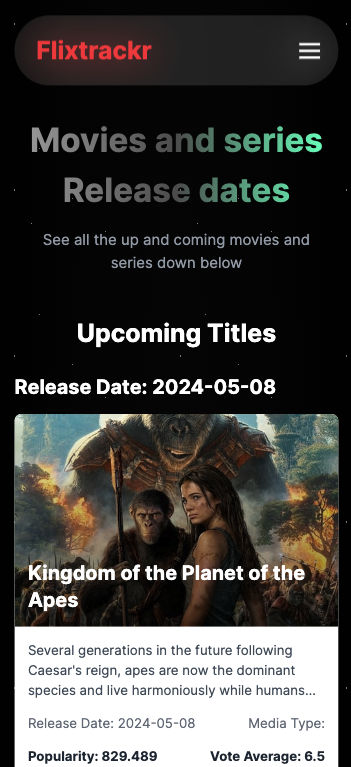 Flixtrackr
Movies and series
Release dates
See all the up and coming movies and
series down below
Upcoming Titles
Release Date: 2024-05-08
Kingdom of the Planet of the
Apes
Several generations in the future following
Caesar's reign, apes are now the dominant
species and live harmoniously while humans...
Release Date: 2024-05-08 Media Type:
Popularity: 829.489 Vote Average: 6.5